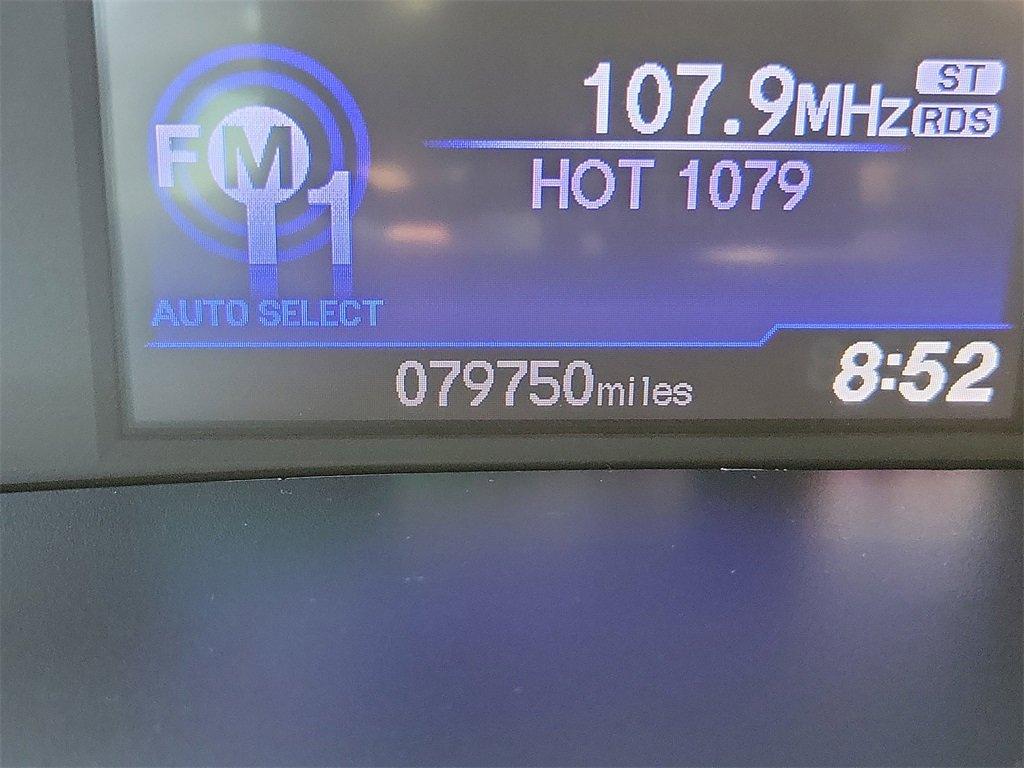 FM1
107.9MHz ST
RDS
HOT 1079
AUTO SELECT
079750miles 8:52